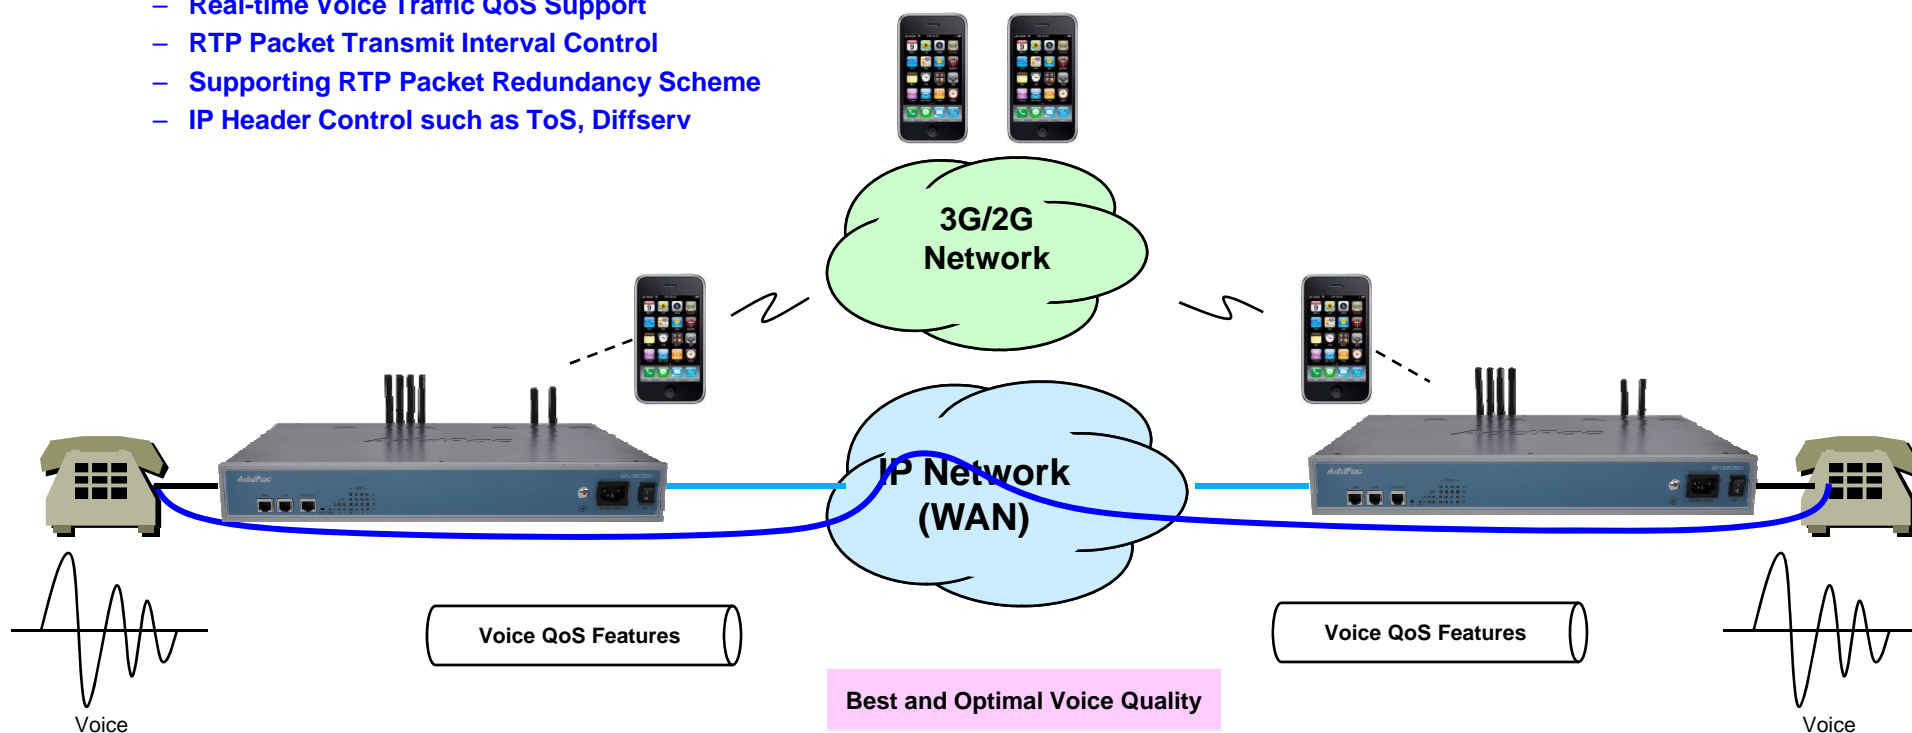 – Real-time Voice Traffic QoS Support
– RTP Packet Transmit Interval Control
– Supporting RTP Packet Redundancy Scheme
– IP Header Control such as ToS, Diffserv
3G/2G
Network
AddPac
AddPac
IP Network
(WAN)
Voice QoS Features
Voice QoS Features
Best and Optimal Voice Quality
Voice
Voice